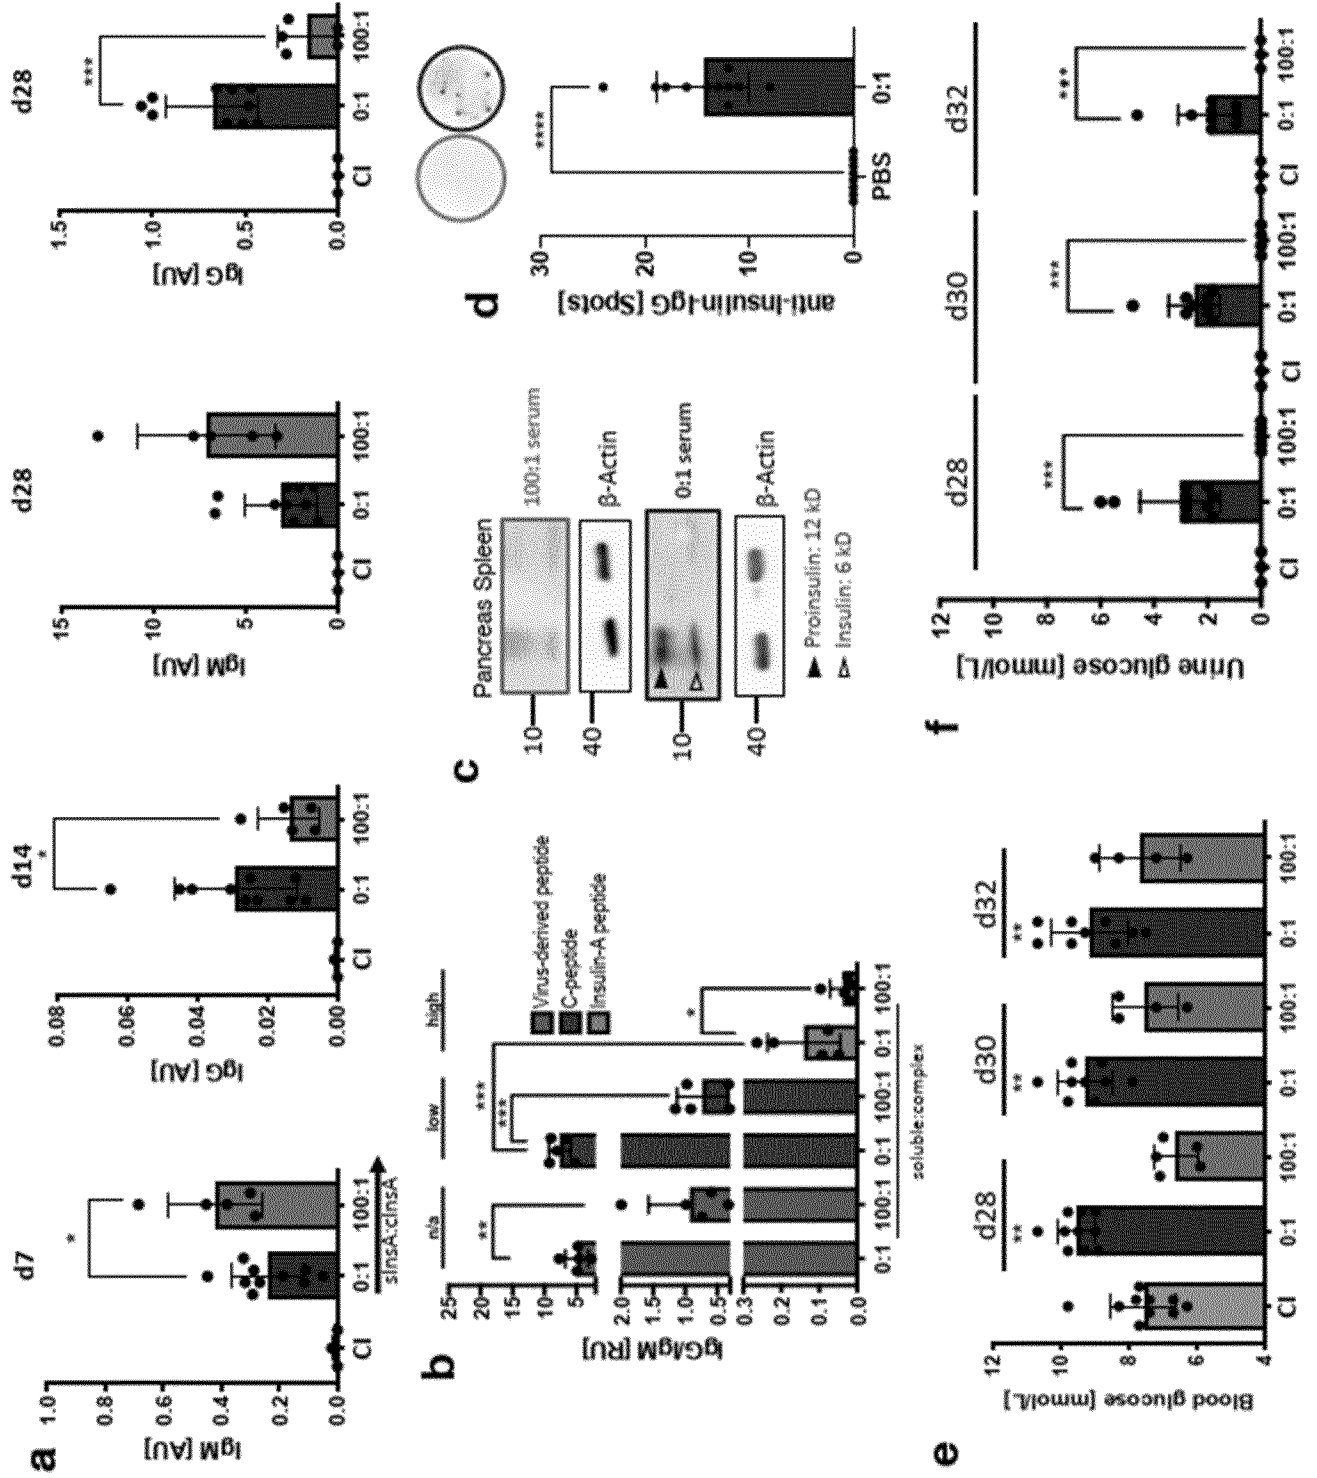 a
d7
IgM [AU]
1.0
0.8
0.6
0.4
0.2
0.0
*
CI
0:1
100:1
sInsA:cInsA
d14
IgG [AU]
0.08
0.06
0.04
0.02
0.00
*
CI
0:1
100:1
d28
IgM [AU]
15
10
5
0
CI
0:1
100:1
d28
IgG [AU]
1.5
1.0
0.5
0.0
***
CI
0:1
100:1
b
IgG/IgM [RU]
25
20
15
10
5
2.0
1.5
1.0
0.5
0.3
0.1
0.0
n/a
low
high
**
***
***
*
Virus-derived peptide
C-peptide
Insulin-A peptide
0:1
100:1
0:1
100:1
0:1
100:1
soluble:complex
c
Pancreas Spleen
10
100:1 serum
40
β-Actin
10
0:1 serum
40
β-Actin
Proinsulin: 12 kD
Insulin: 6 kD
d
anti-Insulin-IgG [Spots]
30
20
10
0
****
PBS
0:1
e
Blood glucose [mmol/L]
12
10
8
6
4
d28
d30
d32
**
**
**
CI
0:1
100:1
0:1
100:1
0:1
100:1
f
Urine glucose [mmol/L]
12
10
8
6
4
2
0
d28
d30
d32
***
***
***
CI
0:1
100:1
CI
0:1
100:1
CI
0:1
100:1